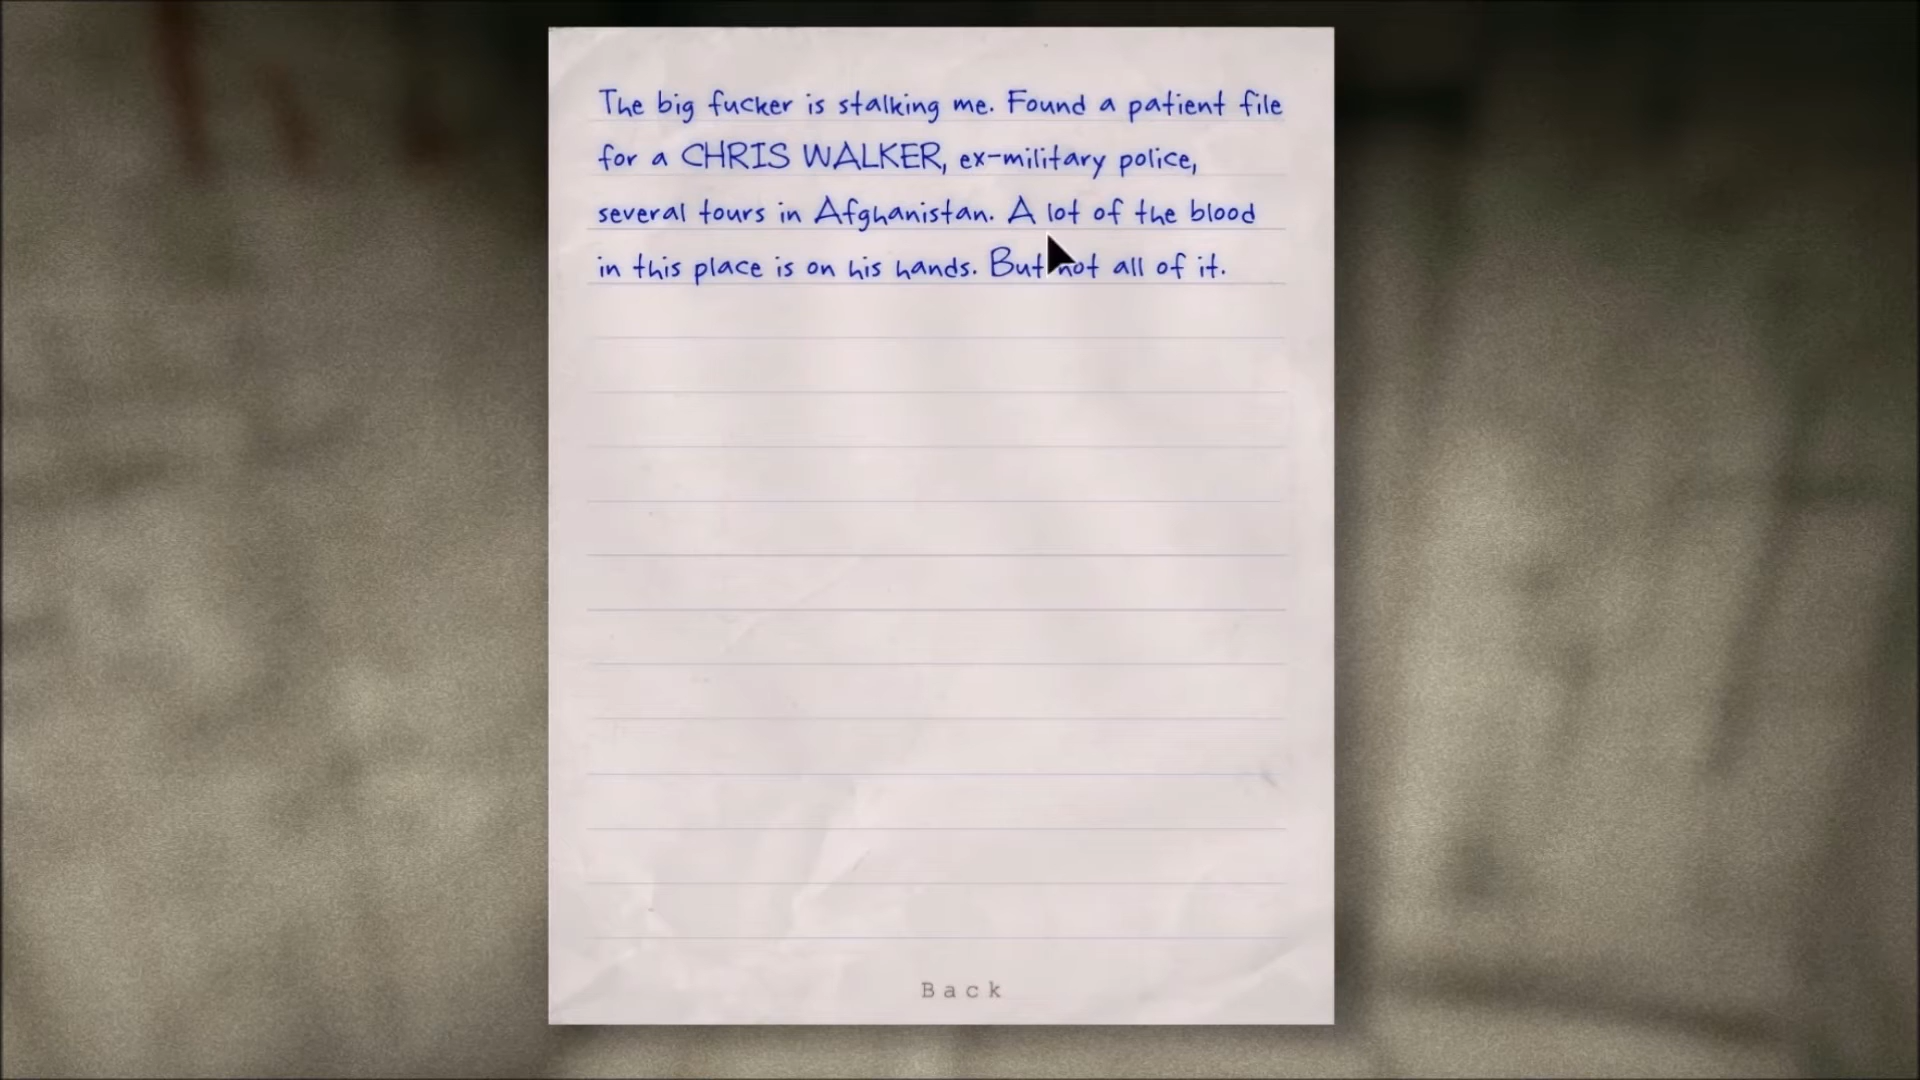 The big fucker is stalking me. Found a patient file
for a CHRIS WALKER, ex-military police,
several tours in Afghanistan. A lot of the blood
in this place is on his hands. But not all of it.
Back